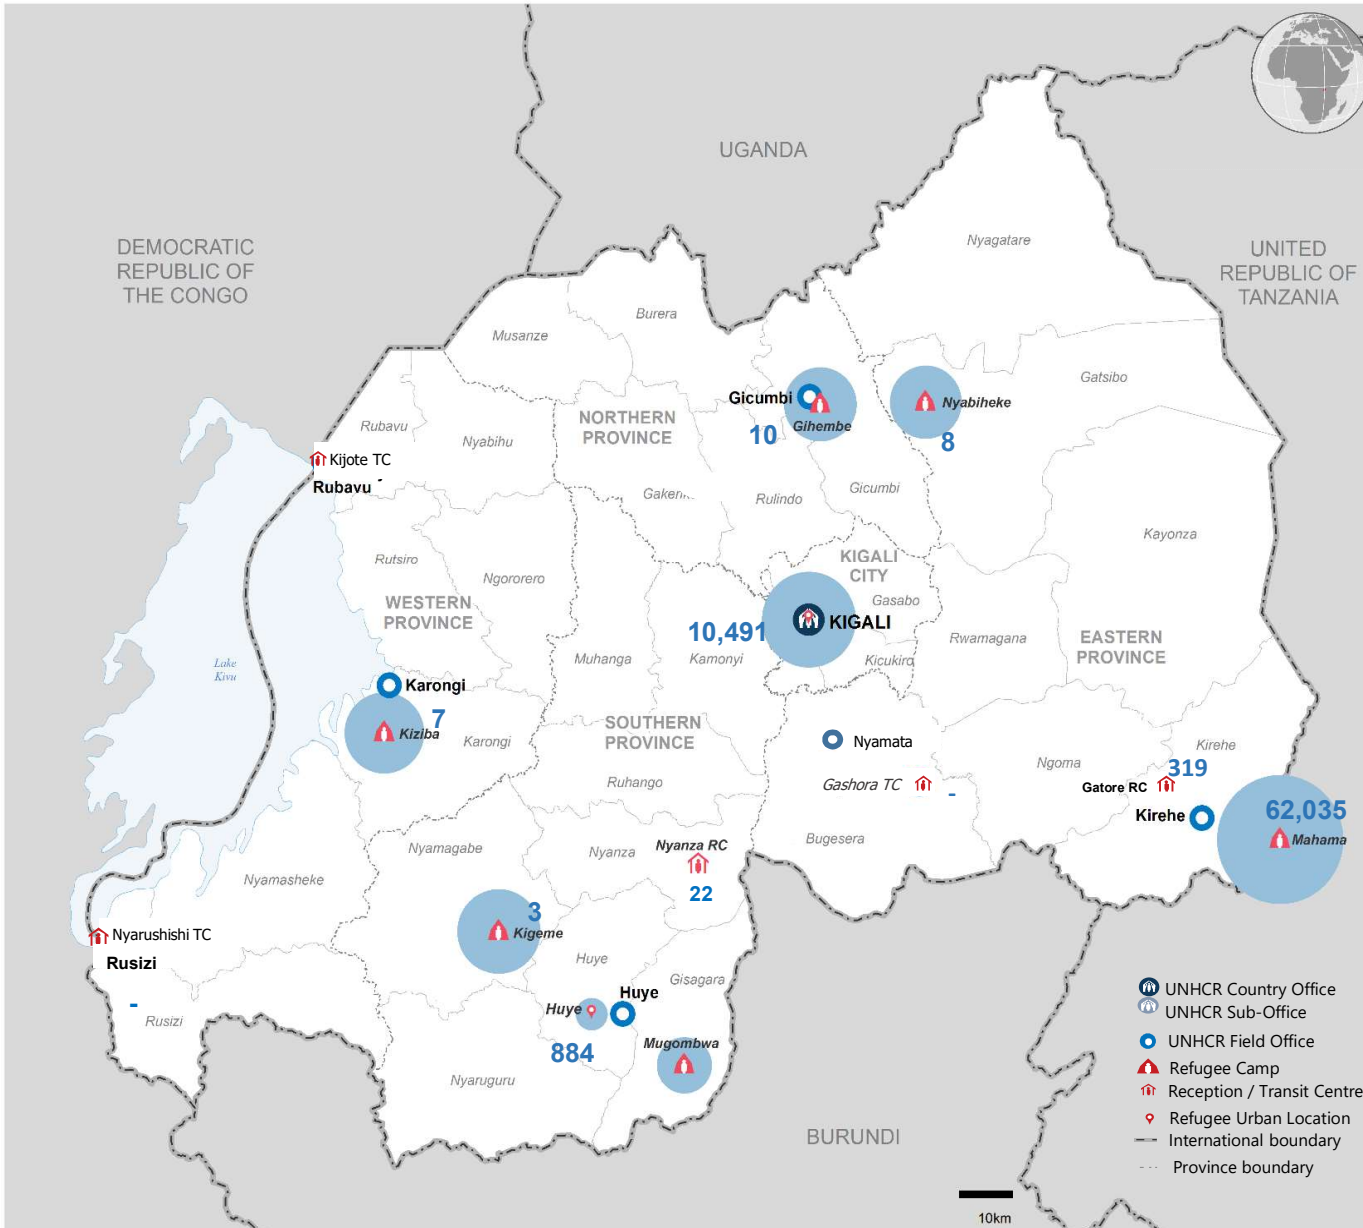 UGANDA
DEMOCRATIC
REPUBLIC OF
THE CONGO
UNITED
REPUBLIC OF
TANZANIA
Nyagatare
Burera
Musanze
Gatsibo
Gicumbi
Gihembe
10
Nyabiheke
8
NORTHERN
PROVINCE
Rubavu
Nyabihu
Kijote TC
Rubavu
-
Gakenke
Rulindo
Gicumbi
Kayonza
Rutsiro
Ngororero
KIGALI
CITY
Gasabo
WESTERN
PROVINCE
10,491
KIGALI
Kamonyi
Muhanga
Kicukiro
Rwamagana
EASTERN
PROVINCE
Lake
Kivu
Karongi
7
Kiziba
Karongi
SOUTHERN
PROVINCE
Ruhango
Nyamata
Gashora TC
-
Ngoma
Kirehe
319
Gatore RC
Kirehe
62,035
Mahama
Bugesera
Nyamagabe
Nyanza
Nyanza RC
22
Nyamasheke
Nyarushishi TC
Rusizi
-
Rusizi
3
Kigeme
Huye
Gisagara
Huye
Huye
884
Mugombwa
Nyaruguru
BURUNDI
UNHCR Country Office
UNHCR Sub-Office
UNHCR Field Office
Refugee Camp
Reception / Transit Centre
Refugee Urban Location
International boundary
Province boundary
10km